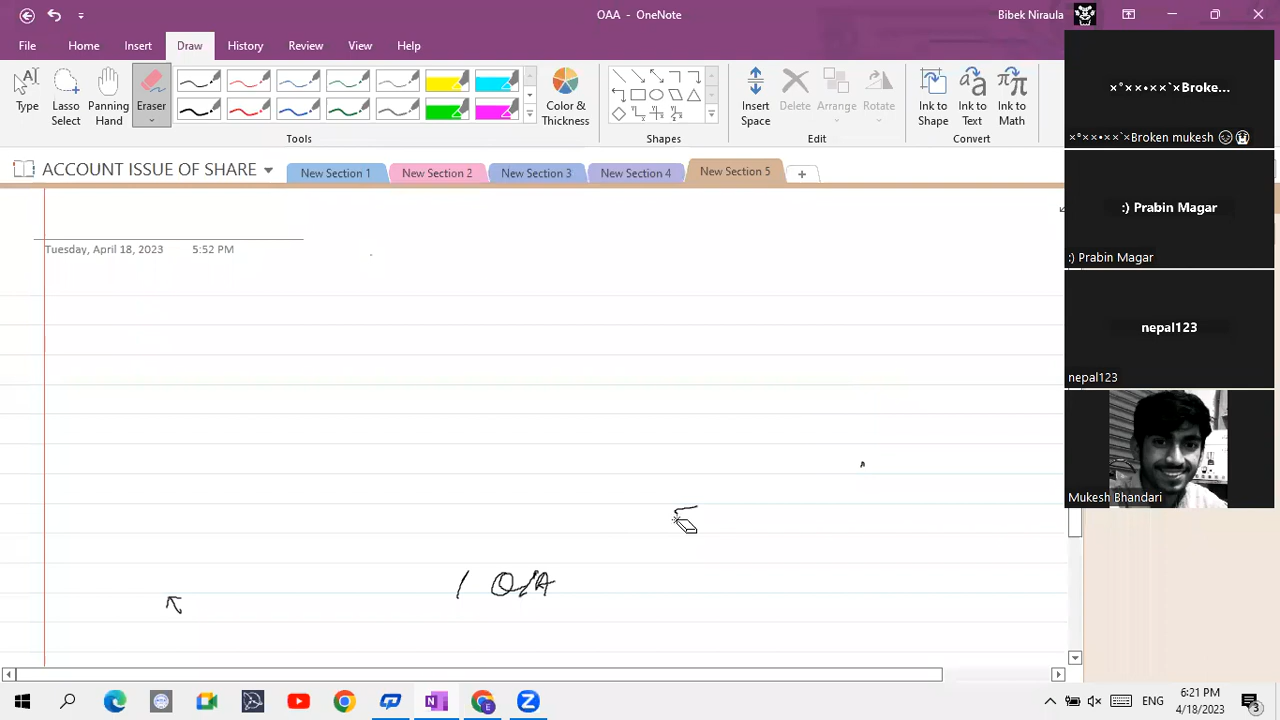 OAA - OneNote
Bibek Niraula
File Home Insert Draw History Review View Help
Type
Lasso Select
Panning Hand
Eraser
Color & Thickness
Insert Space
Delete
Arrange
Rotate
Ink to Shape
Ink to Text
Ink to Math
Tools
Shapes
Edit
Convert
ACCOUNT ISSUE OF SHARE
New Section 1
New Section 2
New Section 3
New Section 4
New Section 5
Tuesday, April 18, 2023 5:52 PM
x°××•××`×Broke...
×°××•××`×Broken mukesh
:) Prabin Magar
:) Prabin Magar
nepal123
nepal123
Mukesh Bhandari
ENG
6:21 PM
4/18/2023
3